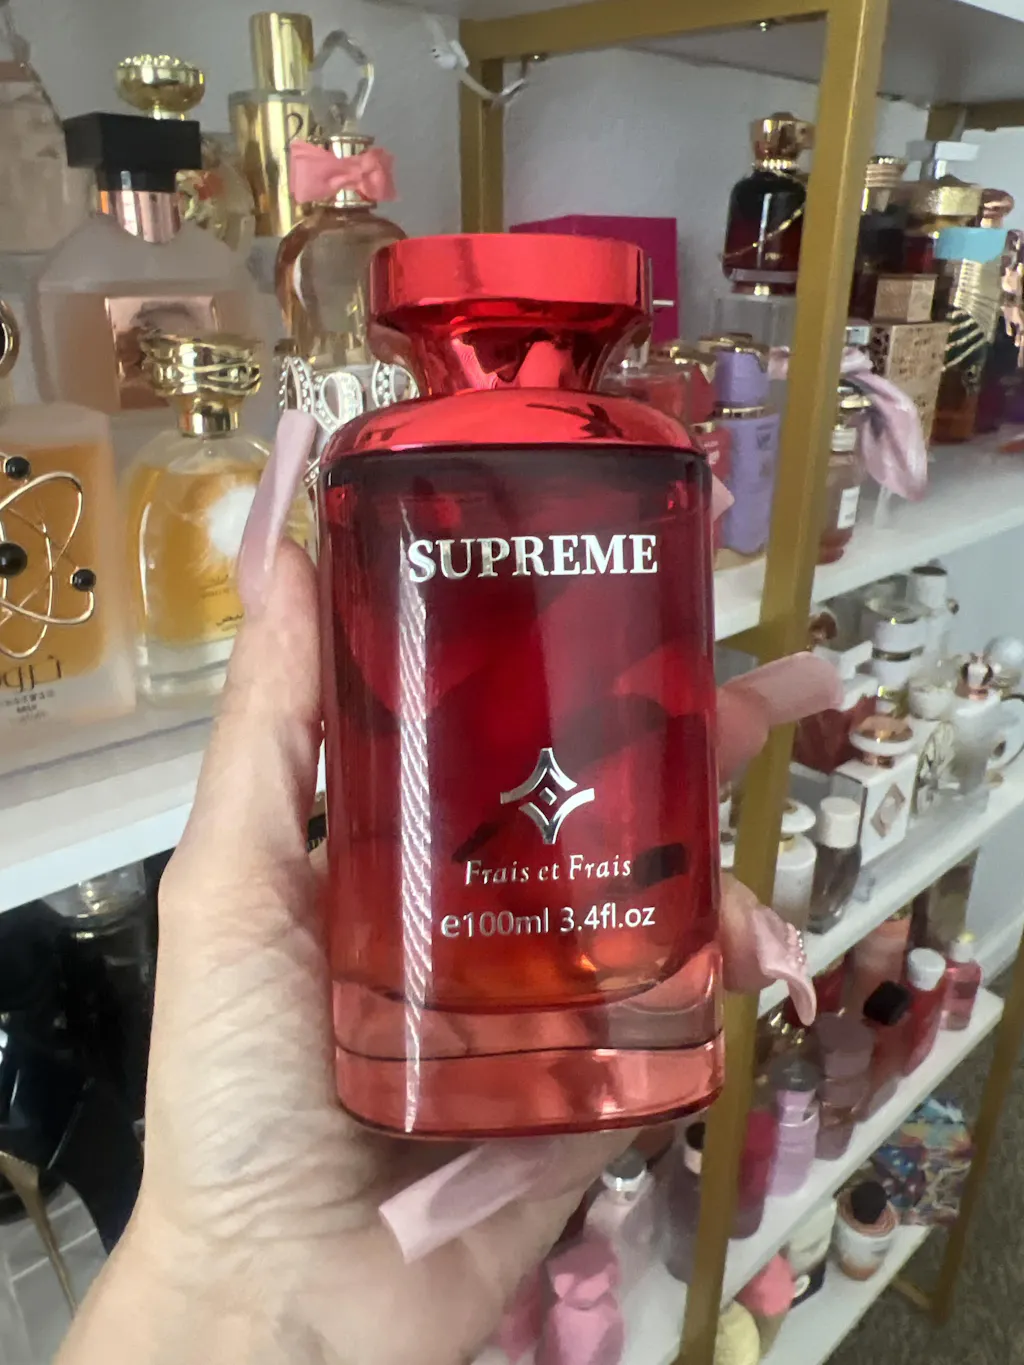 SUPREME
Frais et Frais
e100ml 3.4fl.oz